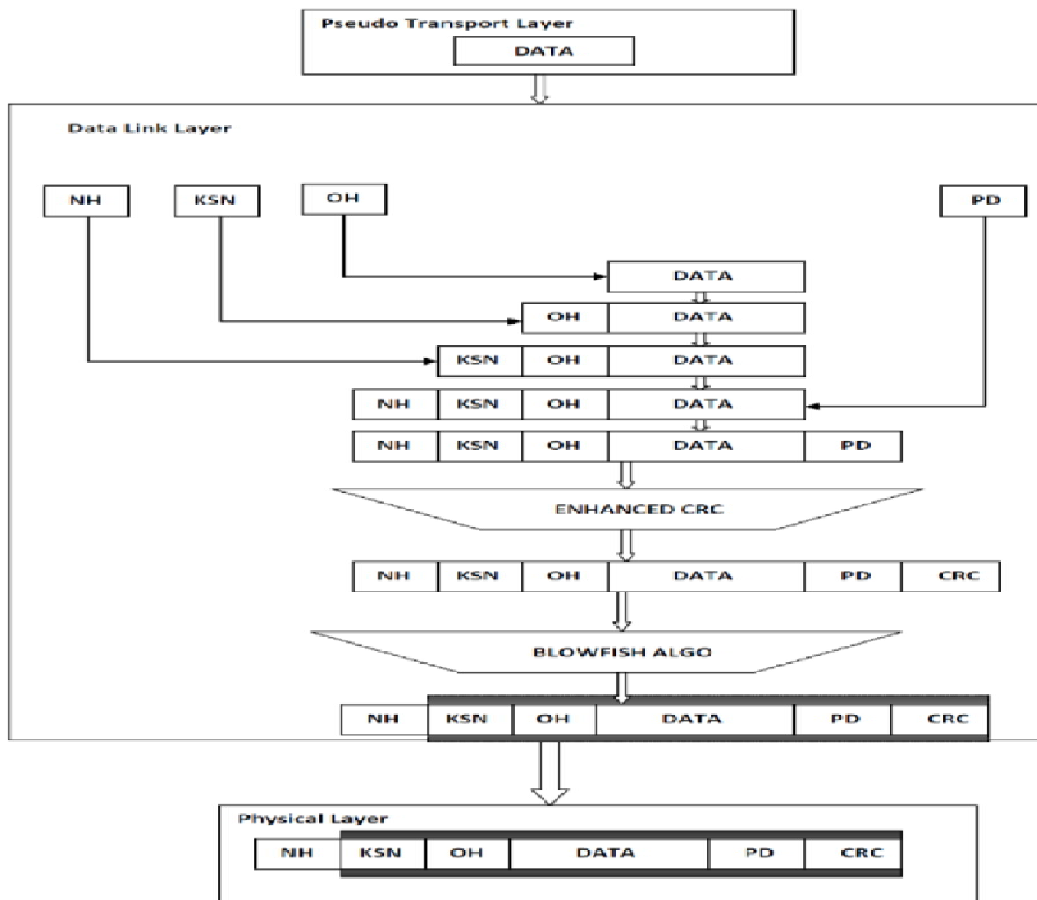 Pseudo Transport Layer
DATA
Data Link Layer
NH KSN OH PD
DATA
OH DATA
KSN OH DATA
NH KSN OH DATA
NH KSN OH DATA PD
ENHANCED CRC
NH KSN OH DATA PD CRC
BLOWFISH ALGO
NH KSN OH DATA PD CRC
Physical Layer
NH KSN OH DATA PD CRC